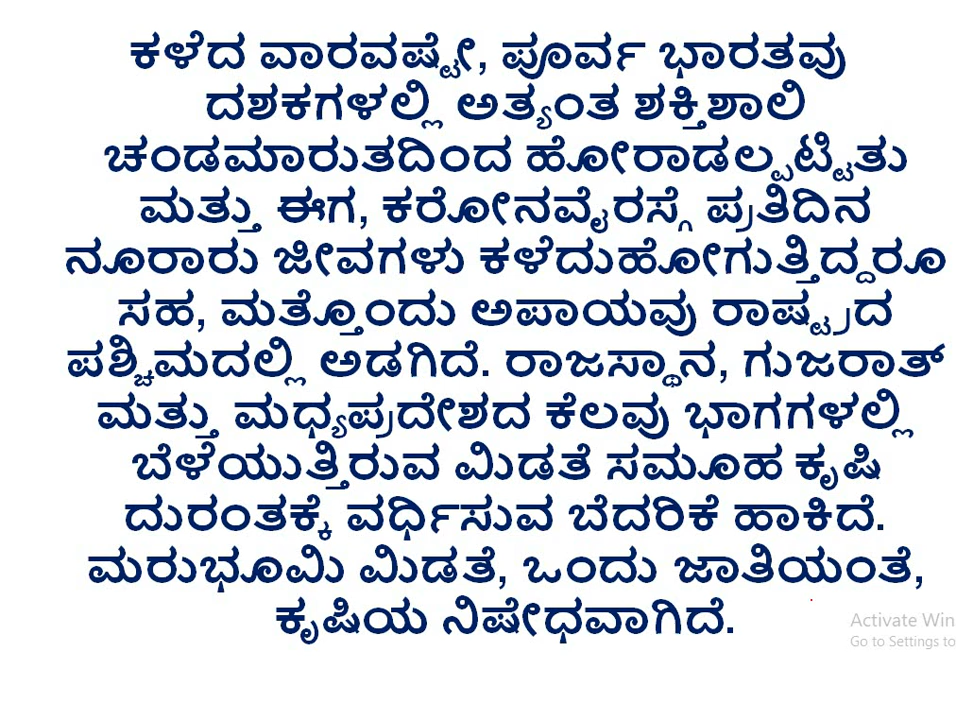 ಕಳೆದ ವಾರವಷ್ಟೇ, ಪೂರ್ವ ಭಾರತವು
ದಶಕಗಳಲ್ಲಿ ಅತ್ಯಂತ ಶಕ್ತಿಶಾಲಿ
ಚಂಡಮಾರುತದಿಂದ ಹೋರಾಡಲ್ಪಟ್ಟಿತು
ಮತ್ತು ಈಗ, ಕರೋನವೈರಸ್ಗೆ ಪ್ರತಿದಿನ
ನೂರಾರು ಜೀವಗಳು ಕಳೆದುಹೋಗುತ್ತಿದ್ದರೂ
ಸಹ, ಮತ್ತೊಂದು ಅಪಾಯವು ರಾಷ್ಟ್ರದ
ಪಶ್ಚಿಮದಲ್ಲಿ ಅಡಗಿದೆ. ರಾಜಸ್ಥಾನ, ಗುಜರಾತ್
ಮತ್ತು ಮಧ್ಯಪ್ರದೇಶದ ಕೆಲವು ಭಾಗಗಳಲ್ಲಿ
ಬೆಳೆಯುತ್ತಿರುವ ಮಿಡತೆ ಸಮೂಹ ಕೃಷಿ
ದುರಂತಕ್ಕೆ ವರ್ಧಿಸುವ ಬೆದರಿಕೆ ಹಾಕಿದೆ.
ಮರುಭೂಮಿ ಮಿಡತೆ, ಒಂದು ಜಾತಿಯಂತೆ,
ಕೃಷಿಯ ನಿಷೇಧವಾಗಿದೆ.
Activate Win
Go to Settings to